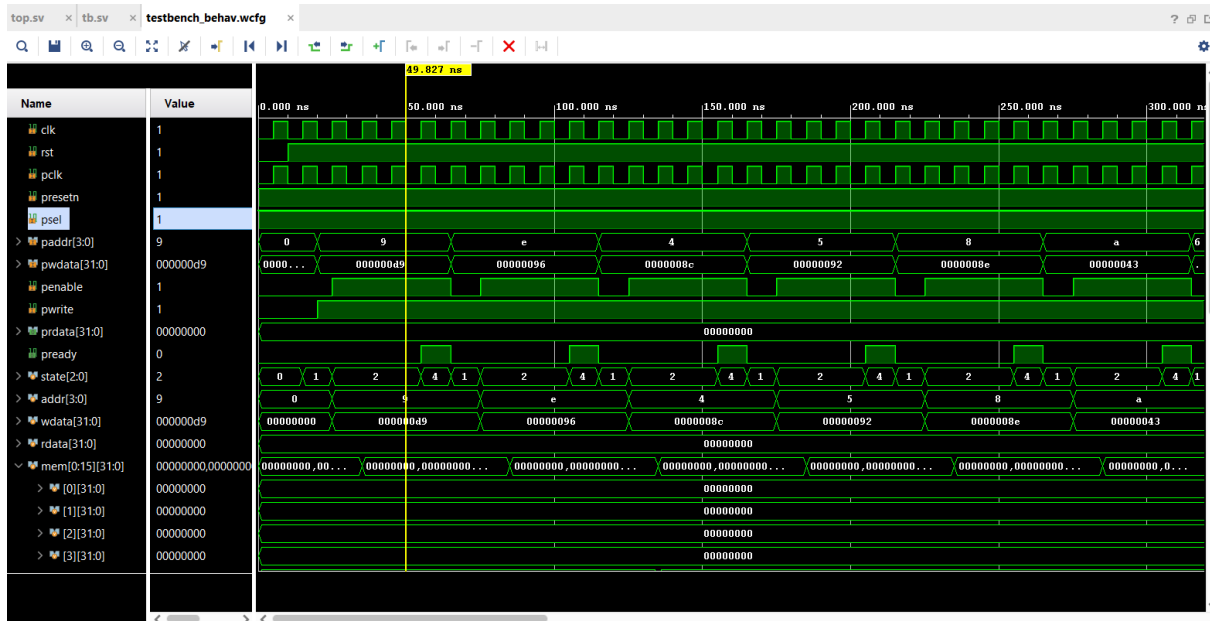 top.sv × tb.sv × testbench_behav.wcfg ×
?
49.827 ns
Name Value 0.000 ns 50.000 ns 100.000 ns 150.000 ns 200.000 ns 250.000 ns 300.000 ns
clk 1
rst 1
pclk 1
presetn 1
psel 1
paddr[3:0] 9 0 9 e 4 5 8 a 6
pwdata[31:0] 000000d9 0000... 000000d9 00000096 0000008c 00000092 0000008e 00000043 .
penable 1
pwrite 1
prdata[31:0] 00000000 00000000
pready 0
state[2:0] 2 0 1 2 4 1 2 4 1 2 4 1 2 4 1 2 4 1 2 4 1
addr[3:0] 9 0 9 e 4 5 8 a
wdata[31:0] 000000d9 00000000 000000d9 00000096 0000008c 00000092 0000008e 00000043
rdata[31:0] 00000000 00000000
mem[0:15][31:0] 00000000,0000000 00000000,00... 00000000,00000000... 00000000,00000000... 00000000,00000000... 00000000,00000000... 00000000,00000000... 00000000,0...
[0][31:0] 00000000 00000000
[1][31:0] 00000000 00000000
[2][31:0] 00000000 00000000
[3][31:0] 00000000 00000000